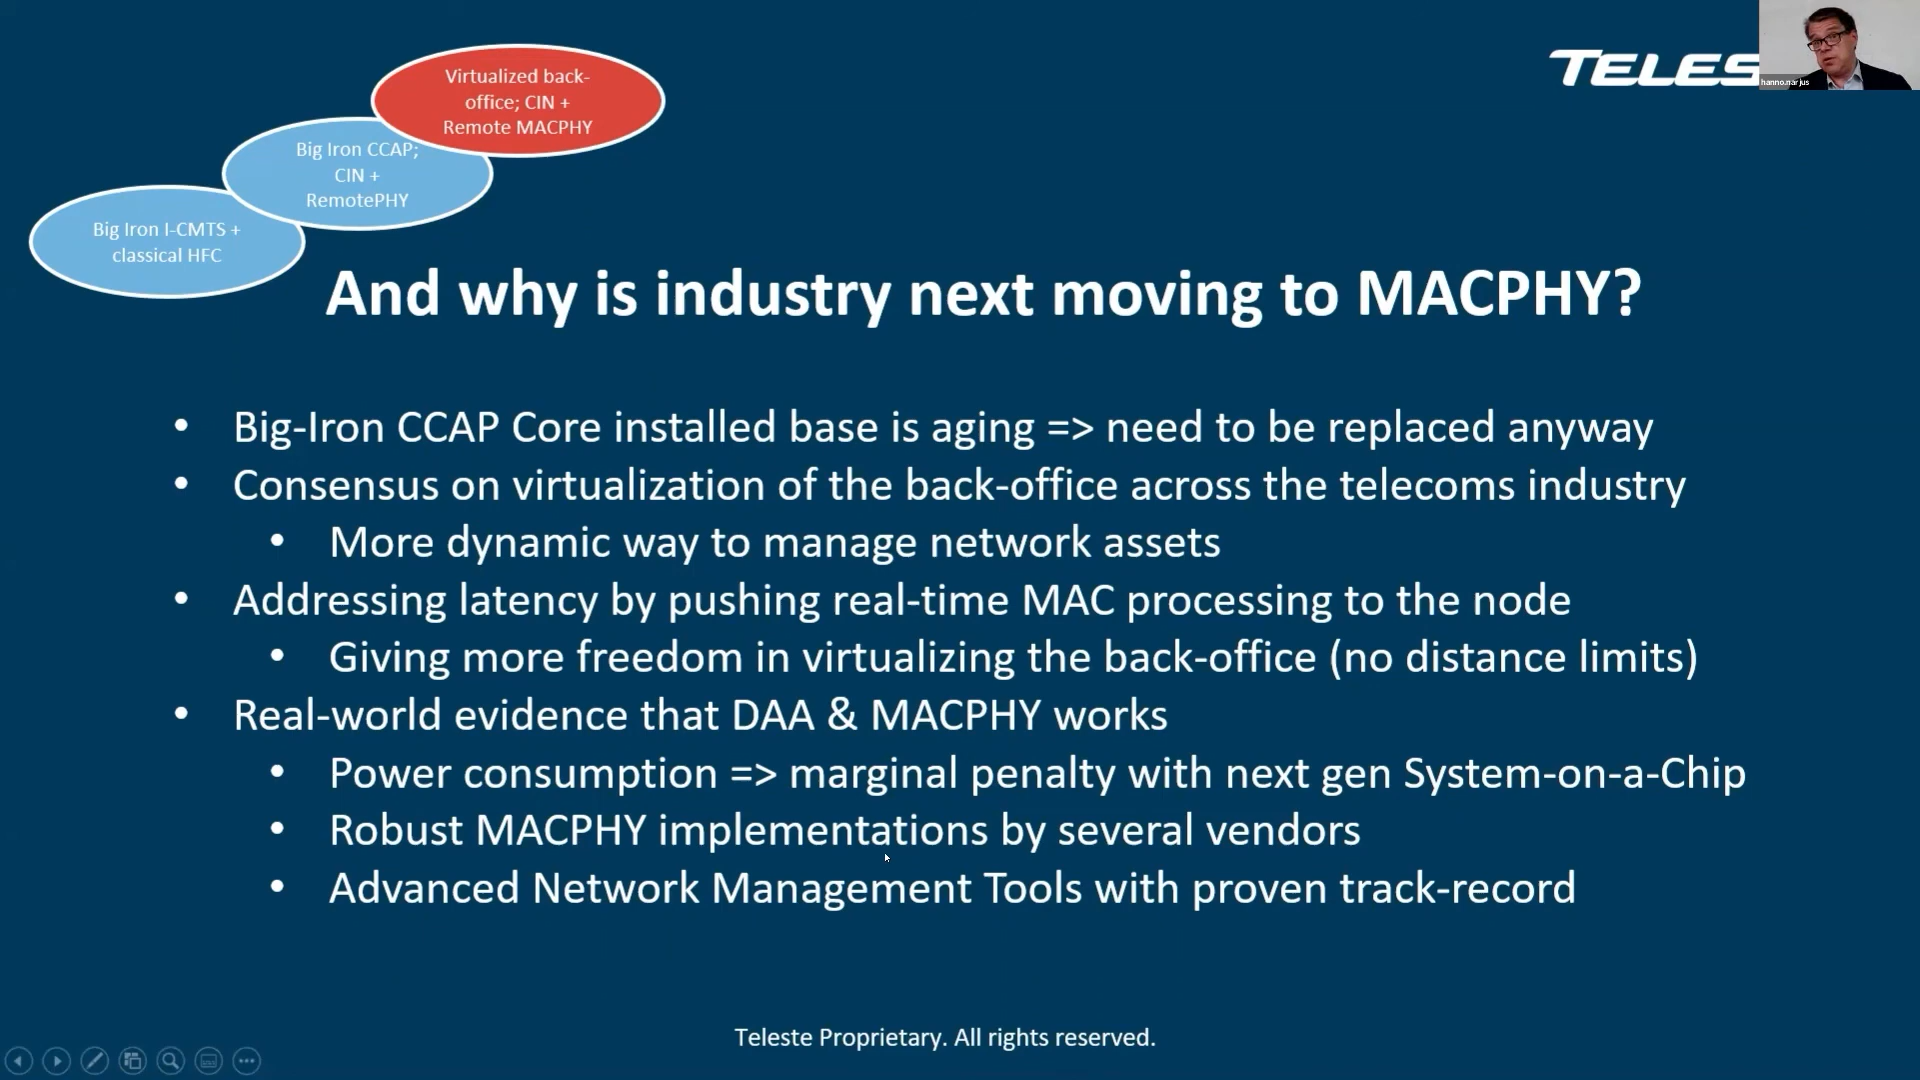 Virtualized back-
office; CIN +
Remote MACPHY
TELES
hanno.narjus
Big Iron CCAP;
CIN +
RemotePHY
Big Iron I-CMTS +
classical HFC
And why is industry next moving to MACPHY?
• Big-Iron CCAP Core installed base is aging => need to be replaced anyway
• Consensus on virtualization of the back-office across the telecoms industry
• More dynamic way to manage network assets
• Addressing latency by pushing real-time MAC processing to the node
• Giving more freedom in virtualizing the back-office (no distance limits)
• Real-world evidence that DAA & MACPHY works
• Power consumption => marginal penalty with next gen System-on-a-Chip
• Robust MACPHY implementations by several vendors
• Advanced Network Management Tools with proven track-record
Teleste Proprietary. All rights reserved.